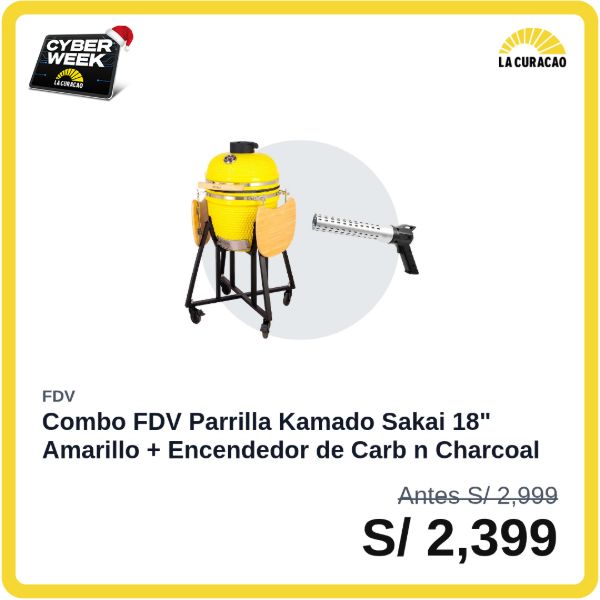 CYBER
WEEK
LA CURACAO
LA CURACAO
FDV
Combo FDV Parrilla Kamado Sakai 18"
Amarillo + Encendedor de Carb n Charcoal
Antes S/ 2,999
S/ 2,399